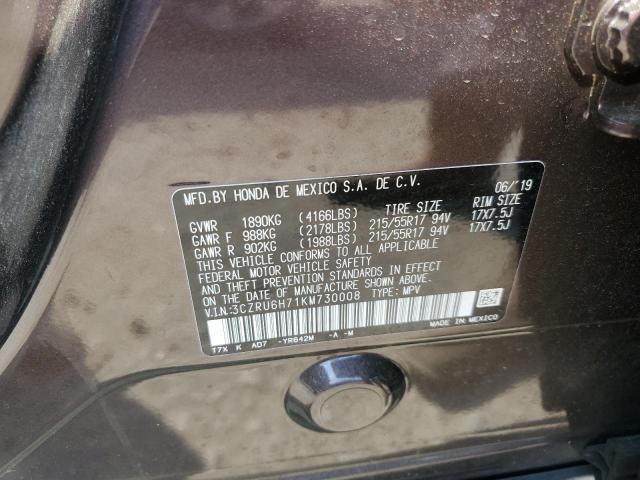 MFD.BY HONDA DE MEXICO S.A. DE C.V. 06/'19
TIRE SIZE RIM SIZE
GVWR 1890KG (4166LBS)
GAWR F 988KG (2178LBS) 215/55R17 94V 17X7.5J
GAWR R 902KG (1988LBS) 215/55R17 94V 17X7.5J
THIS VEHICLE CONFORMS TO ALL APPLICABLE
FEDERAL MOTOR VEHICLE SAFETY
AND THEFT PREVENTION STANDARDS IN EFFECT
ON THE DATE OF MANUFACTURE SHOWN ABOVE.
V.I.N:3CZRU6H71KM730008 TYPE: MPV
T7X K AD7 -YR642M -A -M
MADE IN MEXICO